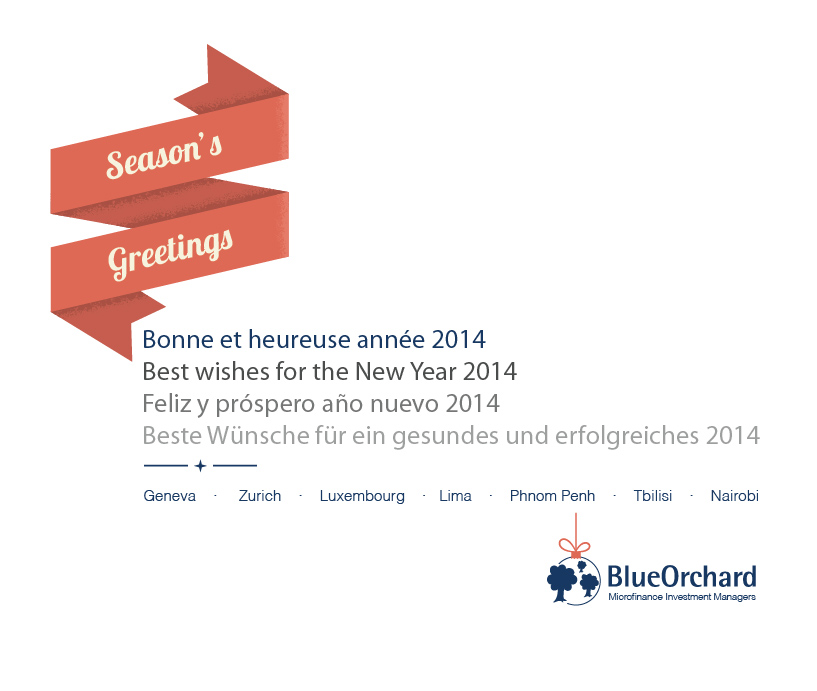 Season's
Greetings
Bonne et heureuse année 2014
Best wishes for the New Year 2014
Feliz y próspero año nuevo 2014
Beste Wünsche für ein gesundes und erfolgreiches 2014
Geneva · Zurich · Luxembourg · Lima · Phnom Penh · Tbilisi · Nairobi
BlueOrchard
Microfinance Investment Managers